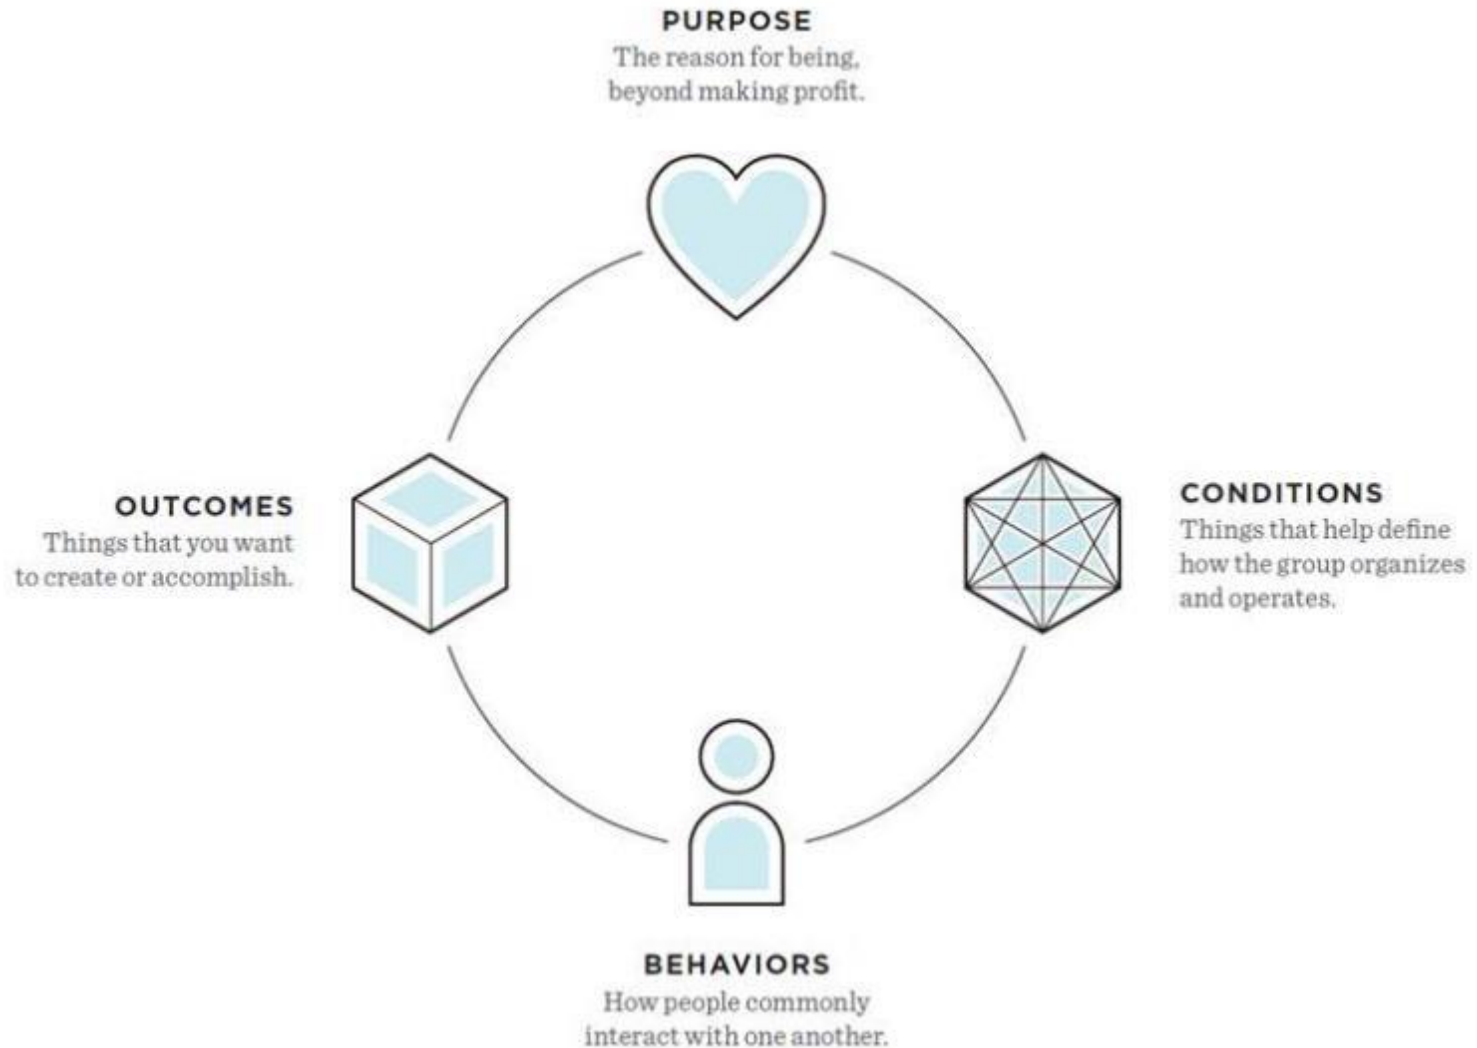 PURPOSE
The reason for being,
beyond making profit.
OUTCOMES
Things that you want
to create or accomplish.
CONDITIONS
Things that help define
how the group organizes
and operates.
BEHAVIORS
How people commonly
interact with one another.